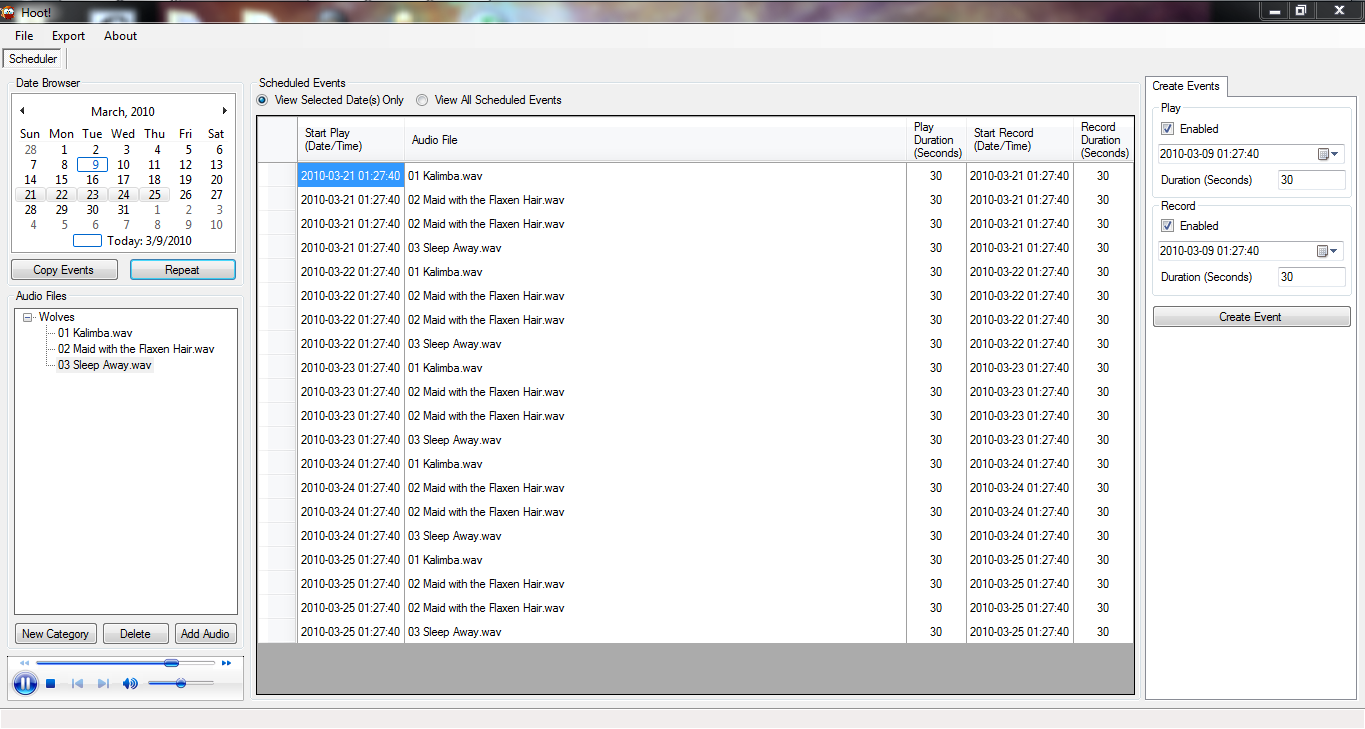 Hoot!
File Export About
Scheduler
Date Browser
March, 2010
Sun Mon Tue Wed Thu Fri Sat
28 1 2 3 4 5 6
7 8 9 10 11 12 13
14 15 16 17 18 19 20
21 22 23 24 25 26 27
28 29 30 31 1 2 3
4 5 6 7 8 9 10
Today: 3/9/2010
Copy Events Repeat
Audio Files
Wolves
01 Kalimba.wav
02 Maid with the Flaxen Hair.wav
03 Sleep Away.wav
New Category Delete Add Audio
Scheduled Events
View Selected Date(s) Only View All Scheduled Events
Start Play (Date/Time) Audio File Play Duration (Seconds) Start Record (Date/Time) Record Duration (Seconds)
2010-03-21 01:27:40 01 Kalimba.wav 30 2010-03-21 01:27:40 30
2010-03-21 01:27:40 02 Maid with the Flaxen Hair.wav 30 2010-03-21 01:27:40 30
2010-03-21 01:27:40 02 Maid with the Flaxen Hair.wav 30 2010-03-21 01:27:40 30
2010-03-21 01:27:40 03 Sleep Away.wav 30 2010-03-21 01:27:40 30
2010-03-22 01:27:40 01 Kalimba.wav 30 2010-03-22 01:27:40 30
2010-03-22 01:27:40 02 Maid with the Flaxen Hair.wav 30 2010-03-22 01:27:40 30
2010-03-22 01:27:40 02 Maid with the Flaxen Hair.wav 30 2010-03-22 01:27:40 30
2010-03-22 01:27:40 03 Sleep Away.wav 30 2010-03-22 01:27:40 30
2010-03-23 01:27:40 01 Kalimba.wav 30 2010-03-23 01:27:40 30
2010-03-23 01:27:40 02 Maid with the Flaxen Hair.wav 30 2010-03-23 01:27:40 30
2010-03-23 01:27:40 02 Maid with the Flaxen Hair.wav 30 2010-03-23 01:27:40 30
2010-03-23 01:27:40 03 Sleep Away.wav 30 2010-03-23 01:27:40 30
2010-03-24 01:27:40 01 Kalimba.wav 30 2010-03-24 01:27:40 30
2010-03-24 01:27:40 02 Maid with the Flaxen Hair.wav 30 2010-03-24 01:27:40 30
2010-03-24 01:27:40 02 Maid with the Flaxen Hair.wav 30 2010-03-24 01:27:40 30
2010-03-24 01:27:40 03 Sleep Away.wav 30 2010-03-24 01:27:40 30
2010-03-25 01:27:40 01 Kalimba.wav 30 2010-03-25 01:27:40 30
2010-03-25 01:27:40 02 Maid with the Flaxen Hair.wav 30 2010-03-25 01:27:40 30
2010-03-25 01:27:40 02 Maid with the Flaxen Hair.wav 30 2010-03-25 01:27:40 30
2010-03-25 01:27:40 03 Sleep Away.wav 30 2010-03-25 01:27:40 30
Create Events
Play
Enabled
2010-03-09 01:27:40
Duration (Seconds) 30
Record
Enabled
2010-03-09 01:27:40
Duration (Seconds) 30
Create Event